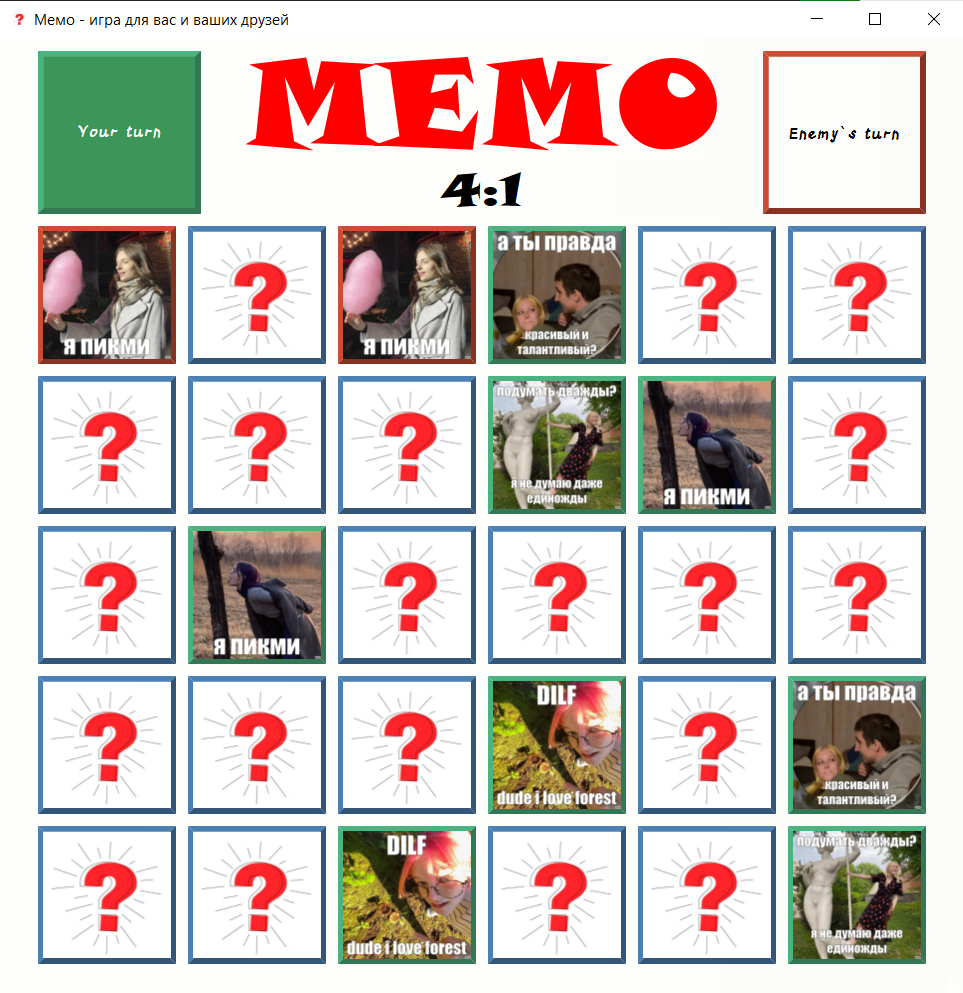 Мемо - игра для вас и ваших друзей
Your turn
MEMO
Enemy`s turn
4:1
Я ПИКМИ
Я ПИКМИ
а ты правда
красивый и
талантливый?
подумать дважды?
я не думаю даже
единожды
Я ПИКМИ
Я ПИКМИ
DILF
dude i love forest
а ты правда
красивый и
талантливый?
DILF
dude i love forest
подумать дважды?
я не думаю даже
единожды